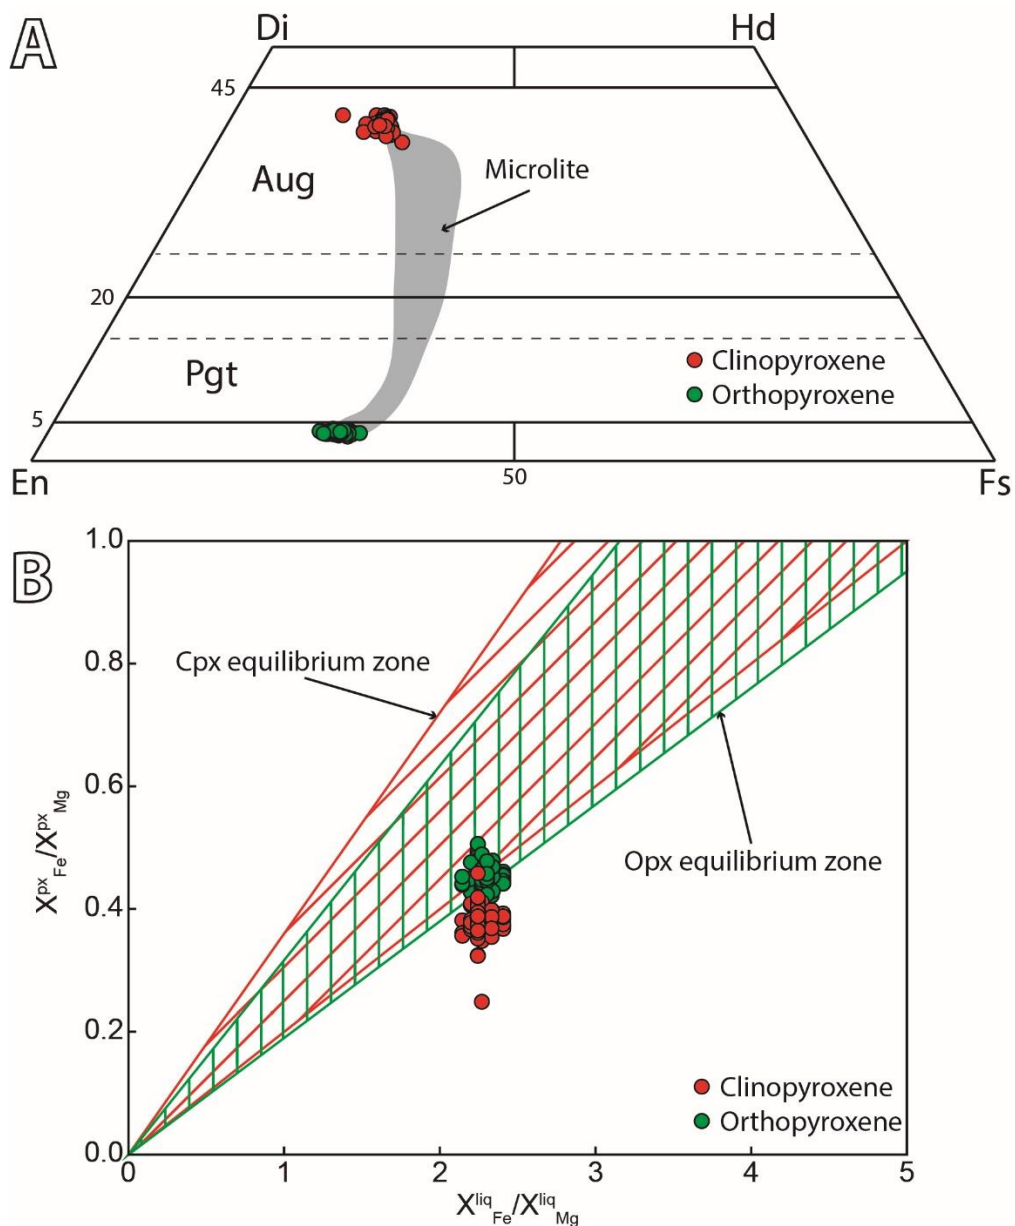 A
Di
Hd
45
Aug
Microlite
20
Pgt
Clinopyroxene
Orthopyroxene
5
En
50
Fs
B
1.0
Cpx equilibrium zone
0.8
0.6
X^px_Fe/X^px_Mg
Opx equilibrium zone
0.4
0.2
Clinopyroxene
Orthopyroxene
0.0
0 1 2 3 4 5
X^liq_Fe/X^liq_Mg